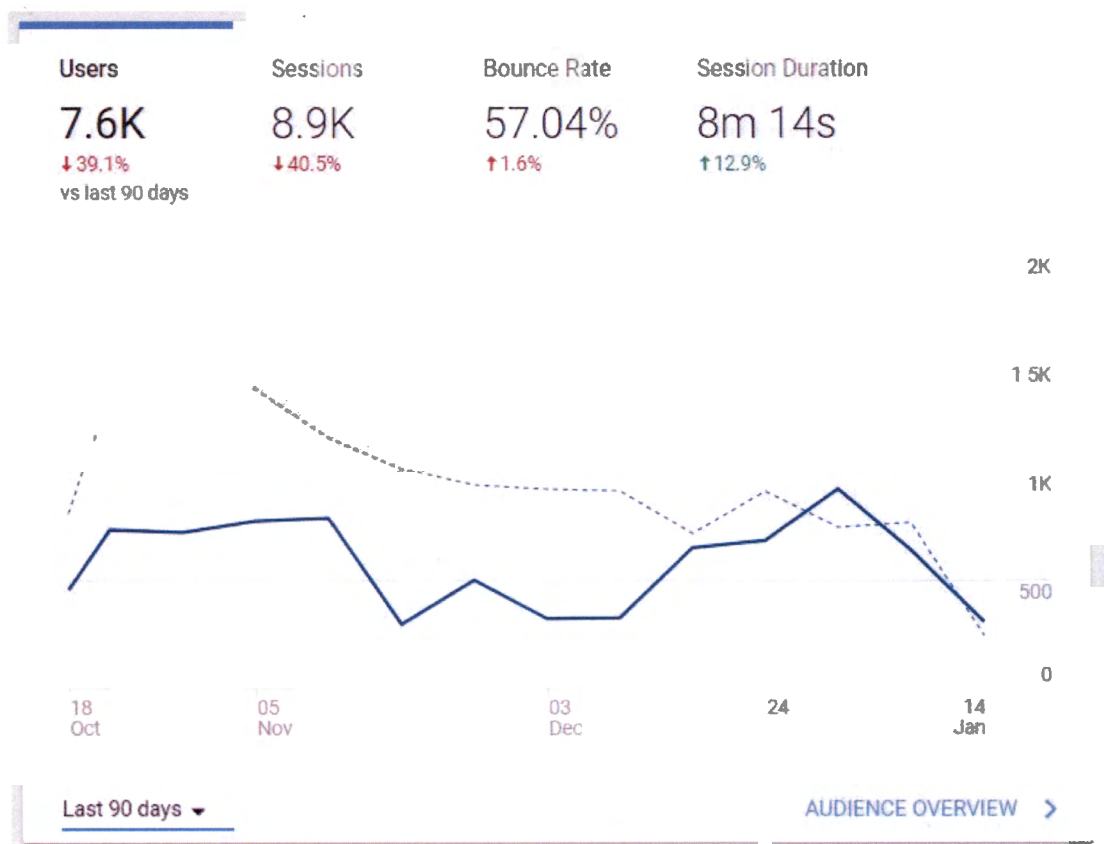 Users Sessions Bounce Rate Session Duration
7.6K 8.9K 57.04% 8m 14s
↓39.1% ↓40.5% ↑1.6% ↑12.9%
vs last 90 days
2K
1 5K
1K
500
0
18 05 03 24 14
Oct Nov Dec Jan
Last 90 days AUDIENCE OVERVIEW